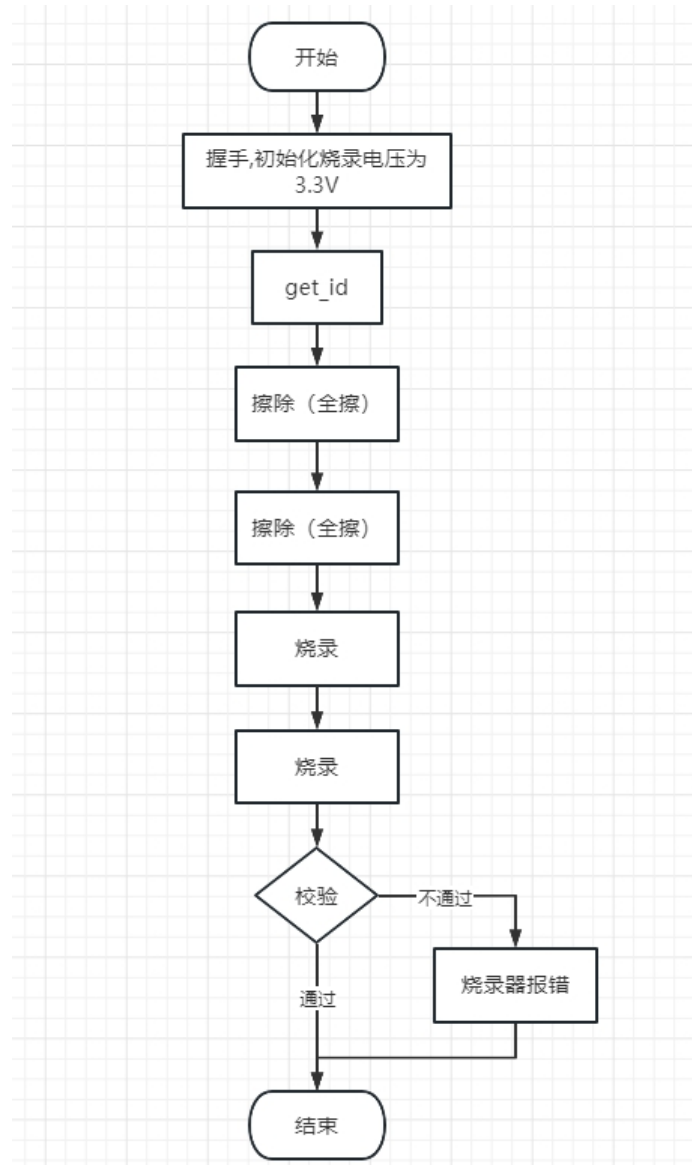 开始
握手,初始化烧录电压为
3.3V
get_id
擦除（全擦）
擦除（全擦）
烧录
烧录
校验
不通过
烧录器报错
通过
结束